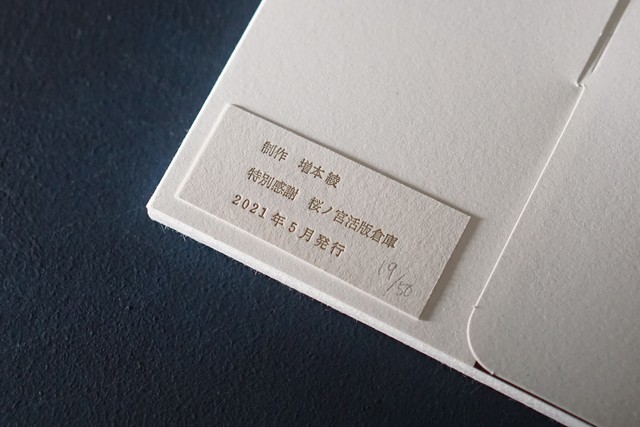 制作　増本 綾
特別感謝　桜ノ宮活版倉庫
2021年5月発行
19/50